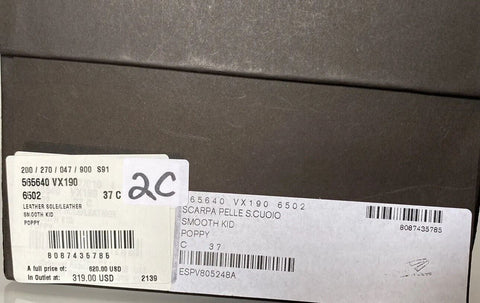 200 / 270 / 047 / 900 S91
565640 VX190
6502 37 C
LEATHER SOLE/LEATHER
SMOOTH KID
POPPY
8087435785
A full price of: 620.00 USD
In Outlet at: 319.00 USD 2139
2C
65640 VX190 6502
SCARPA PELLE S.CUOIO
SMOOTH KID
POPPY
C 37
ESPV805248A
8087435785